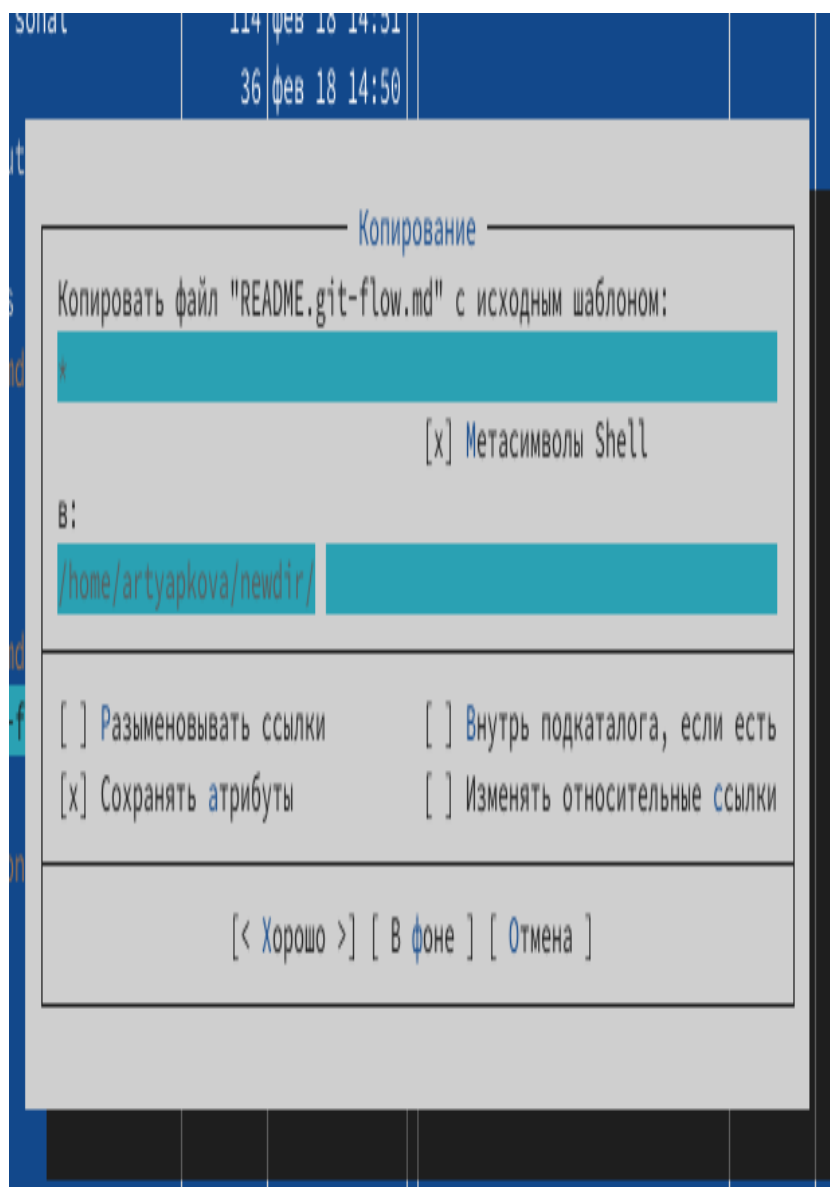 114 фев 18 14:51
36 фев 18 14:50
Копирование
Копировать файл "README.git-flow.md" с исходным шаблоном:
*
[x] Метасимволы Shell
в:
/home/artyapkova/newdir/
[ ] Разыменовывать ссылки [ ] Внутрь подкаталога, если есть
[x] Сохранять атрибуты [ ] Изменять относительные ссылки
[< Хорошо >] [ В фоне ] [ Отмена ]